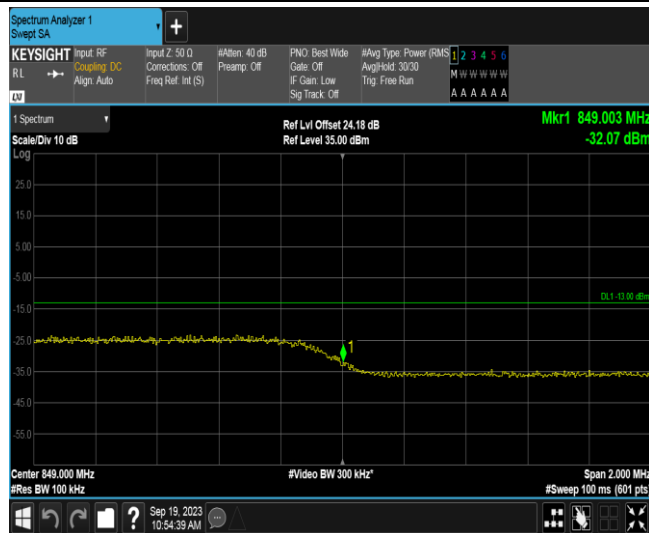 Spectrum Analyzer 1
Swept SA
+
KEYSIGHT
RL
LXI
Input: RF
Coupling: DC
Align: Auto
Input Z: 50 Ω
Corrections: Off
Freq Ref: Int (S)
#Atten: 40 dB
Preamp: Off
PNO: Best Wide
Gate: Off
IF Gain: Low
Sig Track: Off
#Avg Type: Power (RMS
Avg|Hold: 30/30
Trig: Free Run
1 2 3 4 5 6
M W W W W W
A A A A A A
1 Spectrum
Scale/Div 10 dB
Ref Lvl Offset 24.18 dB
Ref Level 35.00 dBm
Mkr1 849.003 MHz
-32.07 dBm
Log
25.0
15.0
5.00
-5.00
DL1 -13.00 dBm
-15.0
-25.0
1
-35.0
-45.0
-55.0
Center 849.000 MHz
#Video BW 300 kHz*
Span 2.000 MHz
#Res BW 100 kHz
#Sweep 100 ms (601 pts)
?
Sep 19, 2023
10:54:39 AM